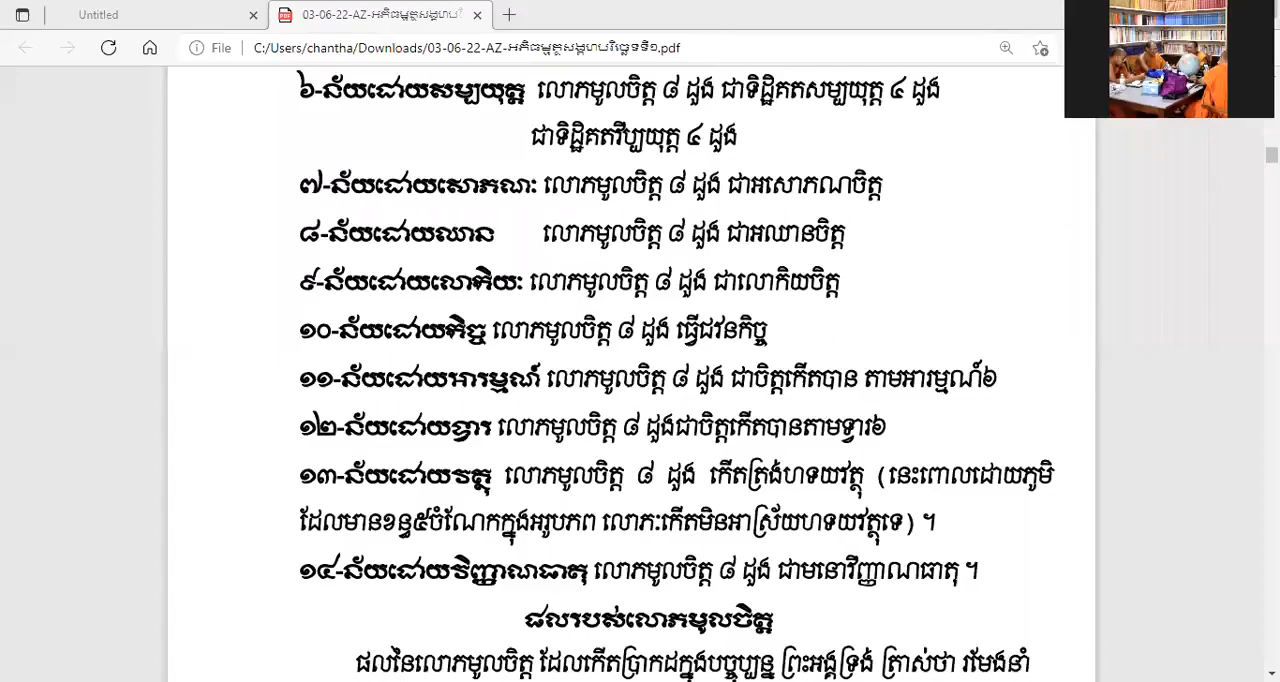 Untitled
03-06-22-AZ-អភិធម្មត្ថសង្គហបរិ
File C:/Users/chantha/Downloads/03-06-22-AZ-អភិធម្មត្ថសង្គហបរិច្ឆេទទី១.pdf
៦-ន័យដោយសម្បយុត្ត លោភមូលចិត្ត ៨ ដួង ជាទិដ្ឋិគតសម្បយុត្ត ៤ ដួង
ជាទិដ្ឋិគតវិប្បយុត្ត ៤ ដួង
៧-ន័យដោយសោភណៈ លោភមូលចិត្ត ៨ ដួង ជាអសោភណចិត្ត
៨-ន័យដោយឈាន លោភមូលចិត្ត ៨ ដួង ជាអឈានចិត្ត
៩-ន័យដោយលោកិយៈ លោភមូលចិត្ត ៨ ដួង ជាលោកិយចិត្ត
១០-ន័យដោយកិច្ច លោភមូលចិត្ត ៨ ដួង ធ្វើជវនកិច្ច
១១-ន័យដោយអារម្មណ៍ លោភមូលចិត្ត ៨ ដួង ជាចិត្តកើតបាន តាមអារម្មណ៍៦
១២-ន័យដោយទ្វារ លោភមូលចិត្ត ៨ ដួងជាចិត្តកើតបានតាមទ្វារ៦
១៣-ន័យដោយវត្ថុ លោភមូលចិត្ត ៨ ដួង កើតត្រង់ហទយវត្ថុ (នេះពោលដោយភូមិ
ដែលមានខន្ធ៥ចំណែកក្នុងអរូបភព លោភៈកើតមិនអាស្រ័យហទយវត្ថុទេ) ។
១៤-ន័យដោយវិញ្ញាណធាតុ លោភមូលចិត្ត ៨ ដួង ជាមនោវិញ្ញាណធាតុ ។
ផលរបស់លោភមូលចិត្ត
ផលនៃលោភមូលចិត្ត ដែលកើតប្រាកដក្នុងបច្ចុប្បន្ន ព្រះអង្គទ្រង់ ត្រាស់ថា រមែងនាំ